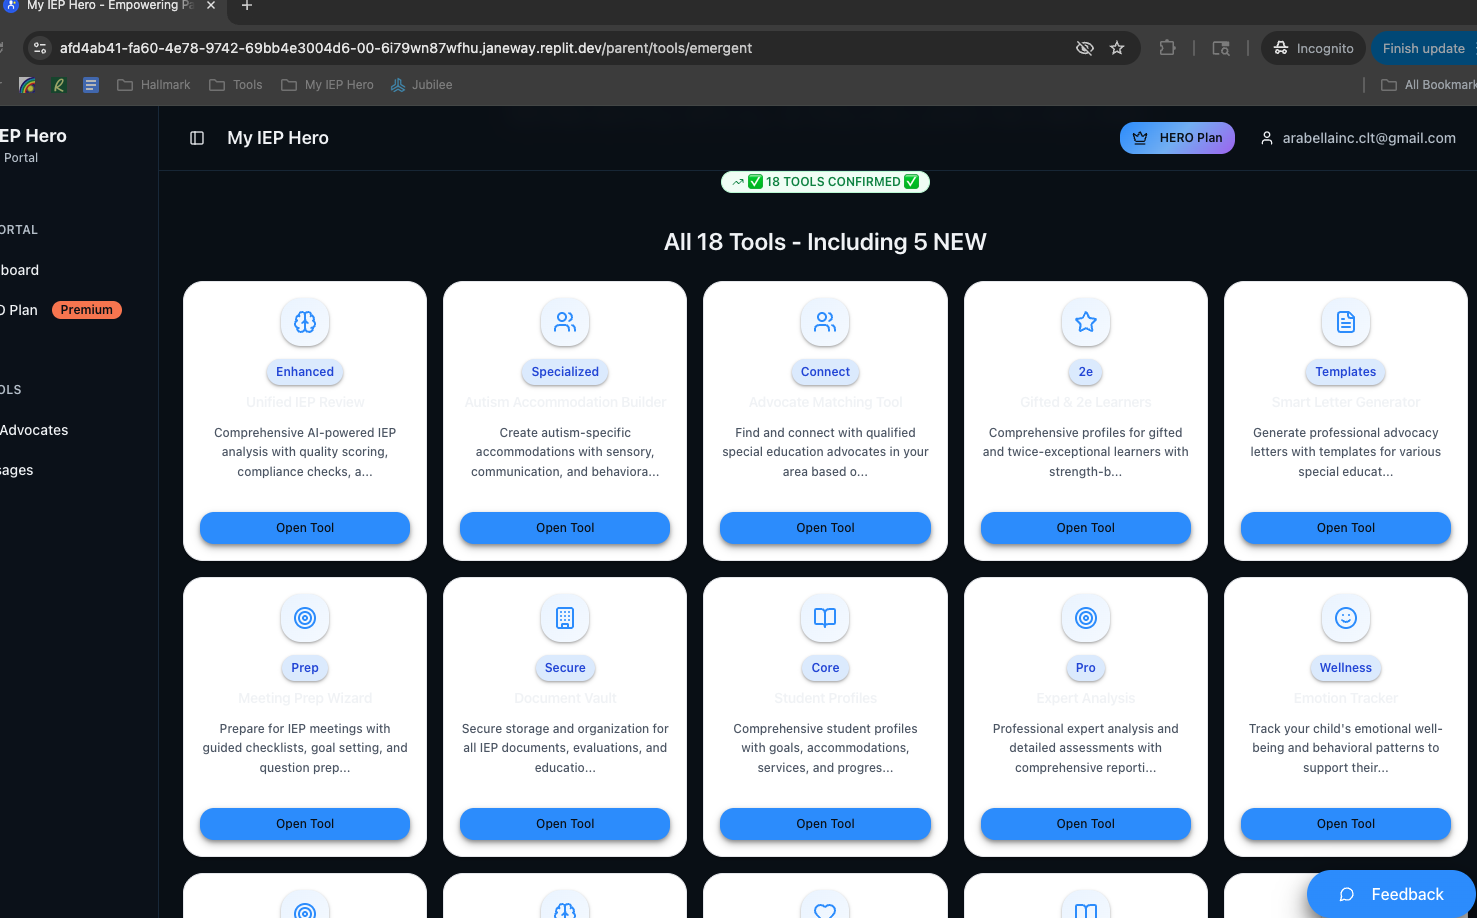 My IEP Hero - Empowering Pa
afd4ab41-fa60-4e78-9742-69bb4e3004d6-00-6i79wn87wfhu.janeway.replit.dev/parent/tools/emergent
Incognito
Finish update
Hallmark
Tools
My IEP Hero
Jubilee
All Bookmark
EP Hero
Portal
ORTAL
board
O Plan
Premium
OLS
Advocates
sages
My IEP Hero
HERO Plan
arabellainc.clt@gmail.com
✅ 18 TOOLS CONFIRMED ✅
All 18 Tools - Including 5 NEW
Enhanced
Unified IEP Review
Comprehensive AI-powered IEP
analysis with quality scoring,
compliance checks, a...
Open Tool
Specialized
Autism Accommodation Builder
Create autism-specific
accommodations with sensory,
communication, and behaviora...
Open Tool
Connect
Advocate Matching Tool
Find and connect with qualified
special education advocates in your
area based o...
Open Tool
2e
Gifted & 2e Learners
Comprehensive profiles for gifted
and twice-exceptional learners with
strength-b...
Open Tool
Templates
Smart Letter Generator
Generate professional advocacy
letters with templates for various
special educat...
Open Tool
Prep
Meeting Prep Wizard
Prepare for IEP meetings with
guided checklists, goal setting, and
question prep...
Open Tool
Secure
Document Vault
Secure storage and organization for
all IEP documents, evaluations, and
educatio...
Open Tool
Core
Student Profiles
Comprehensive student profiles
with goals, accommodations,
services, and progres...
Open Tool
Pro
Expert Analysis
Professional expert analysis and
detailed assessments with
comprehensive reporti...
Open Tool
Wellness
Emotion Tracker
Track your child's emotional well-
being and behavioral patterns to
support their...
Open Tool
Feedback